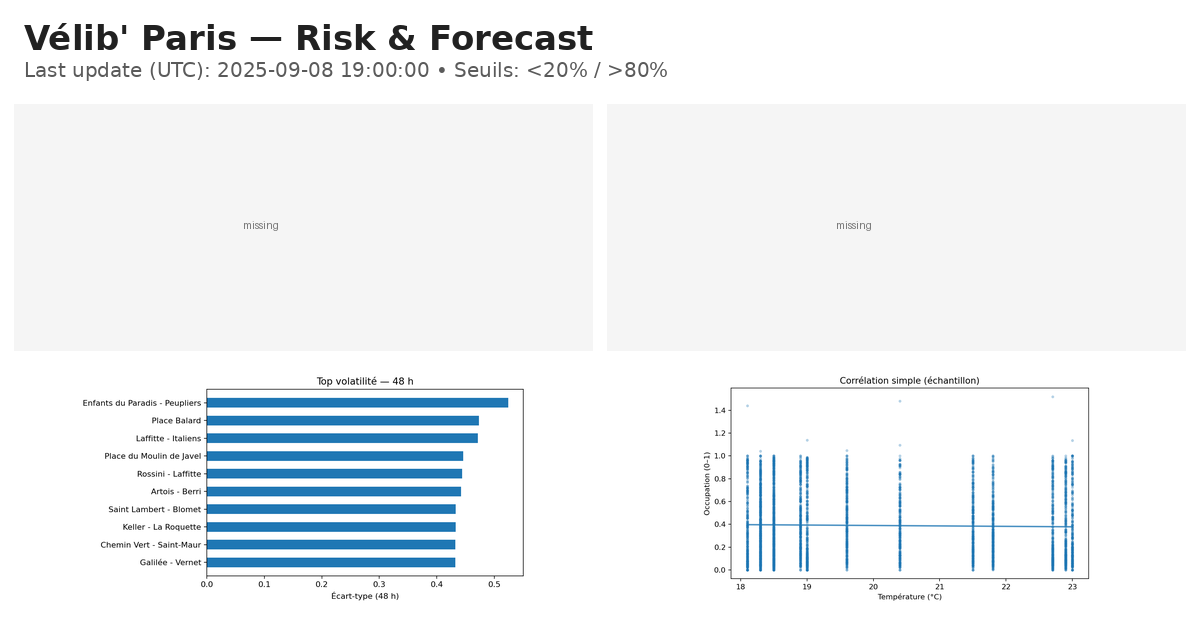 Vélib' Paris — Risk & Forecast
Last update (UTC): 2025-09-08 19:00:00 • Seuils: <20% / >80%
missing
missing
Top volatilité — 48 h
Enfants du Paradis - Peupliers
Place Balard
Laffitte - Italiens
Place du Moulin de Javel
Rossini - Laffitte
Artois - Berri
Saint Lambert - Blomet
Keller - La Roquette
Chemin Vert - Saint-Maur
Galilée - Vernet
0.0 0.1 0.2 0.3 0.4 0.5
Écart-type (48 h)
Corrélation simple (échantillon)
Occupation (0–1)
1.4
1.2
1.0
0.8
0.6
0.4
0.2
0.0
18 19 20 21 22 23
Température (°C)